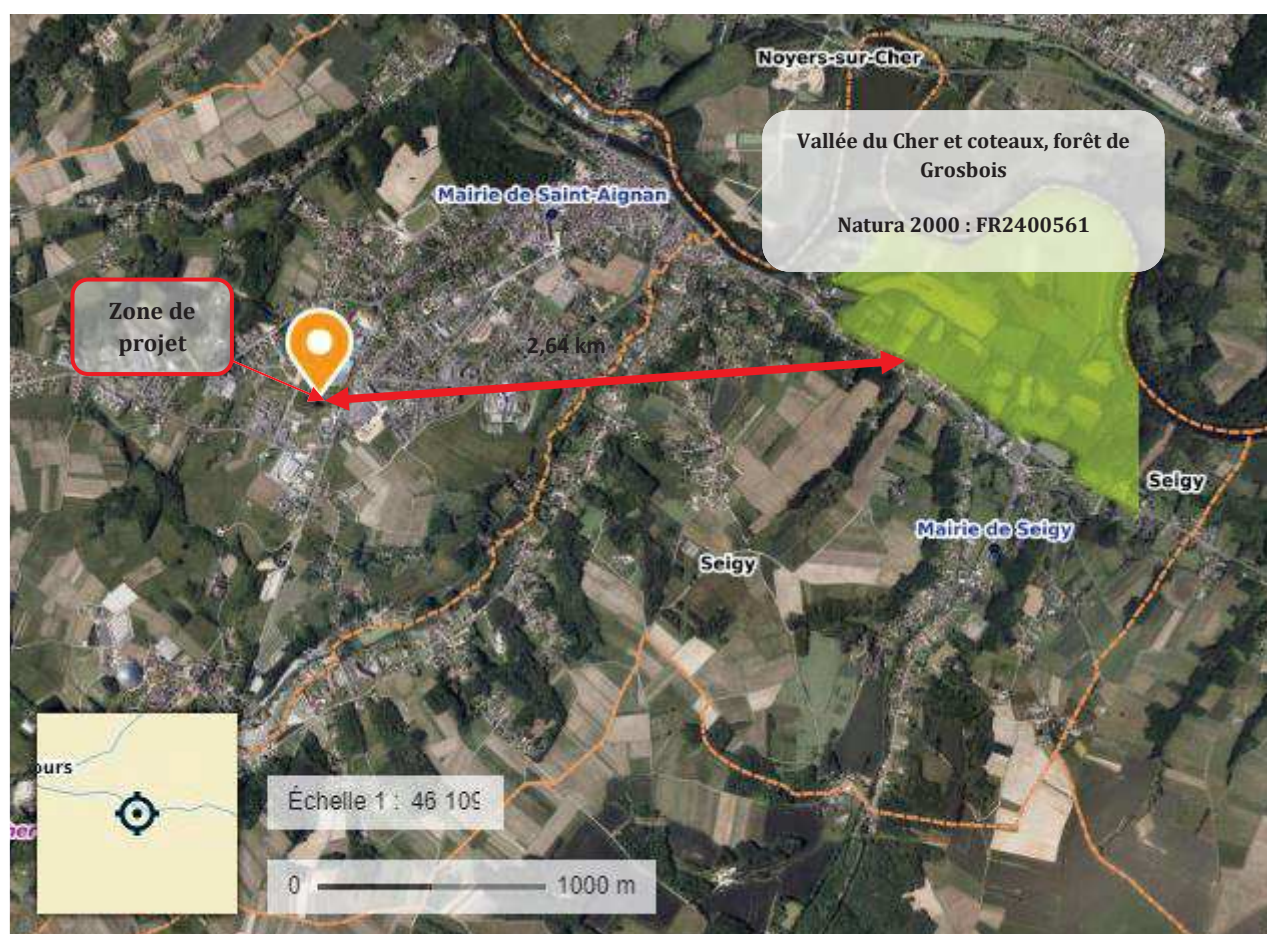 Noyers-sur-Cher
Vallée du Cher et coteaux, forêt de
Grosbois
Natura 2000 : FR2400561
Mairie de Saint-Aignan
Zone de
projet
2,64 km
Seigy
Mairie de Seigy
Seigy
ours
Échelle 1 : 46 109
0
1000 m